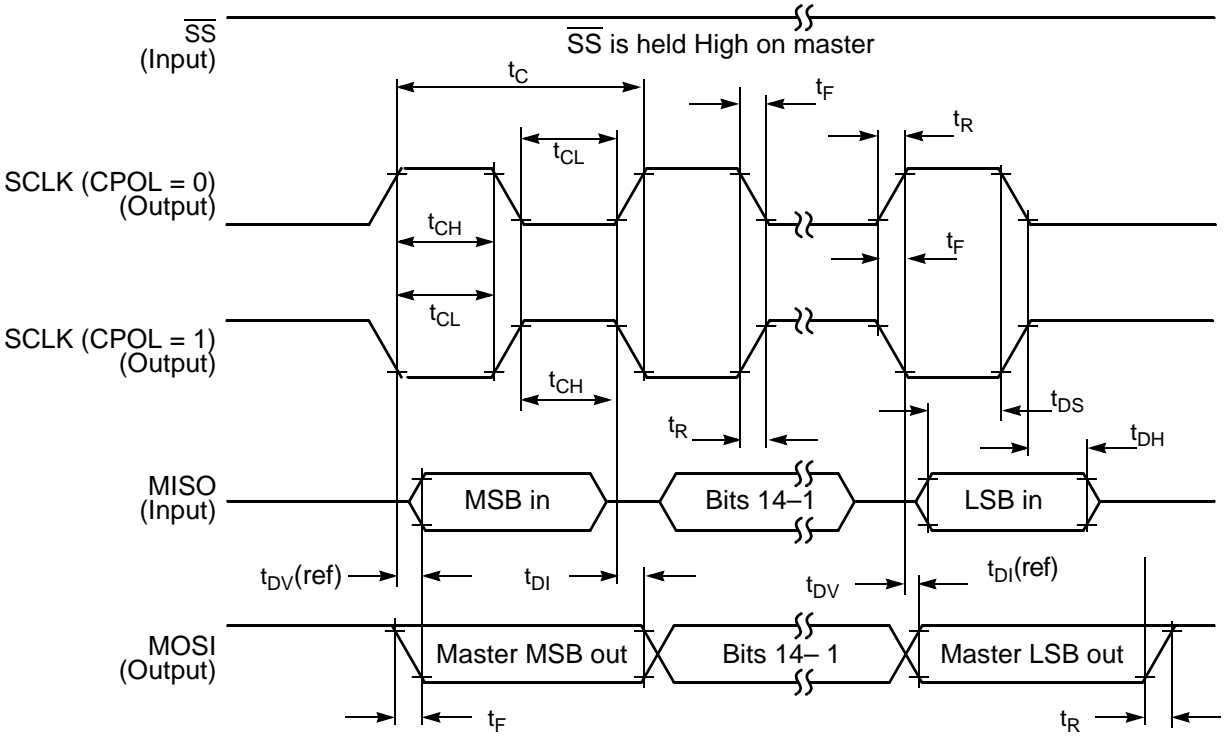 SS
(Input)
SS is held High on master
tC
tF
tR
tCL
SCLK (CPOL = 0)
(Output)
tCH
tF
tCL
SCLK (CPOL = 1)
(Output)
tCH
tDS
tR
tDH
MISO
(Input)
MSB in
Bits 14–1
LSB in
tDV(ref)
tDI
tDV
tDI(ref)
MOSI
(Output)
Master MSB out
Bits 14– 1
Master LSB out
tF
tR